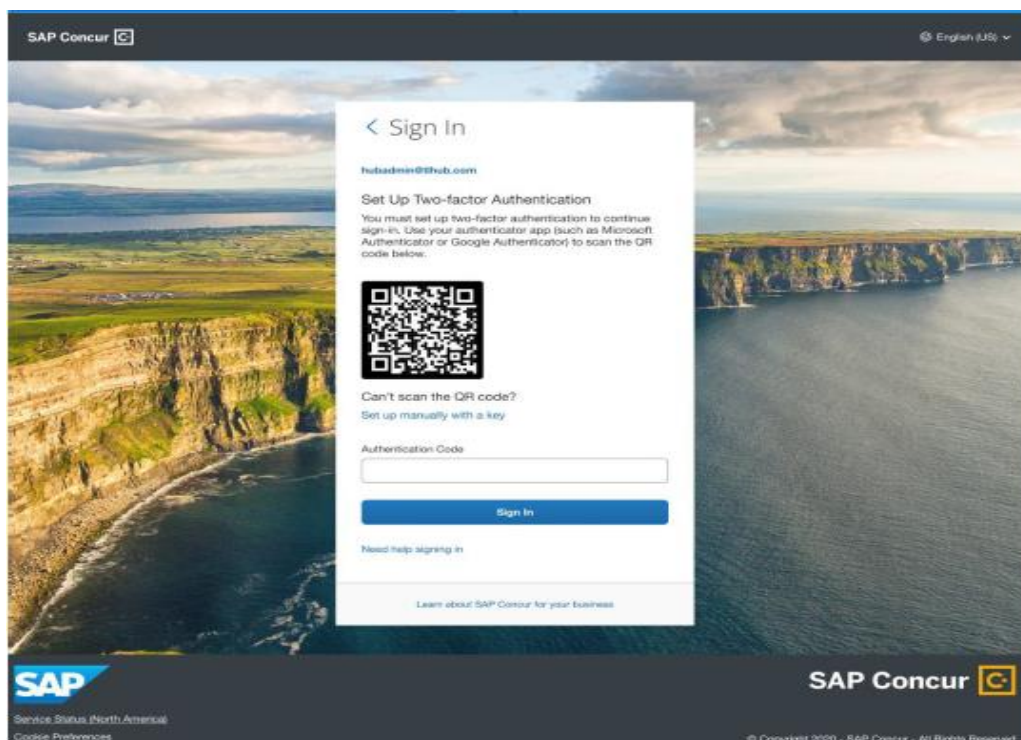 SAP Concur C
English (US)
Sign In
hubadmin@tlhub.com
Set Up Two-factor Authentication
You must set up two-factor authentication to continue
sign-in. Use your authenticator app (such as Microsoft
Authenticator or Google Authenticator) to scan the QR
code below.
Can't scan the QR code?
Set up manually with a key
Authentication Code
Sign In
Need help signing in
Learn about SAP Concur for your business
SAP
SAP Concur C
Service Status (North America)
Cookie Preferences
© Copyright 2020 - SAP Concur - All Rights Reserved